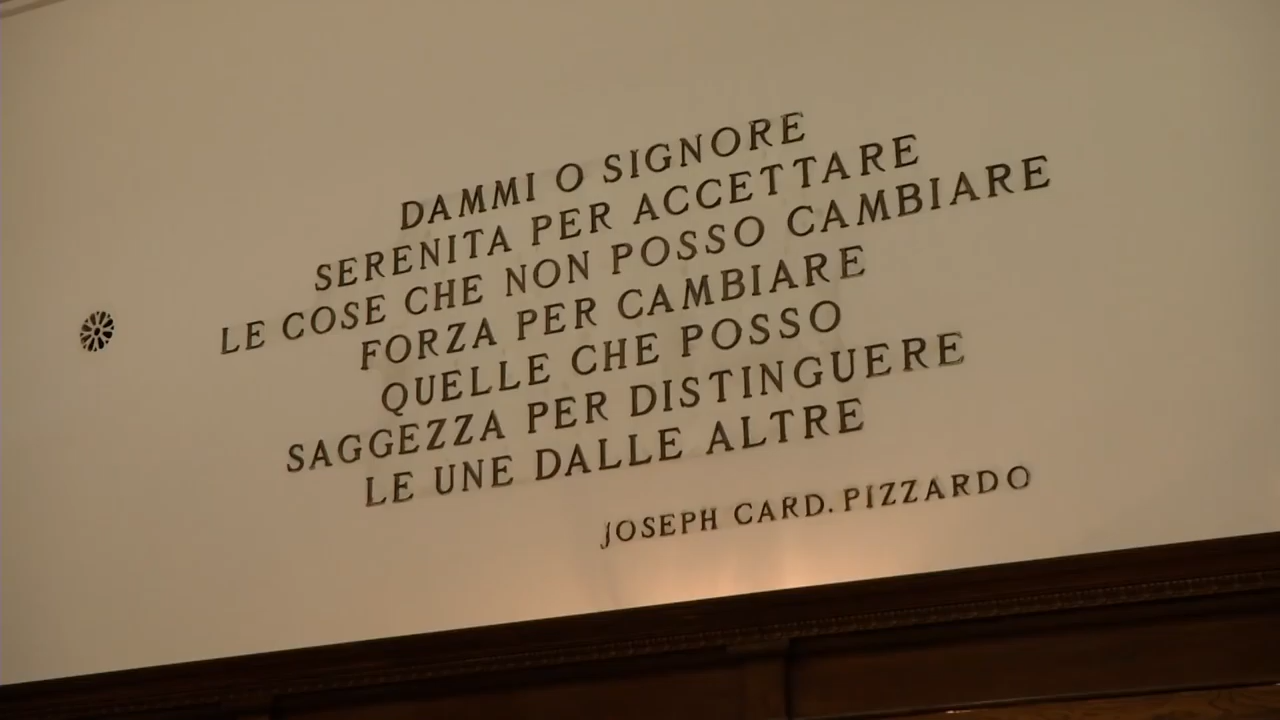 DAMMI O SIGNORE
SERENITA PER ACCETTARE
LE COSE CHE NON POSSO CAMBIARE
FORZA PER CAMBIARE
QUELLE CHE POSSO
SAGGEZZA PER DISTINGUERE
LE UNE DALLE ALTRE
JOSEPH CARD. PIZZARDO